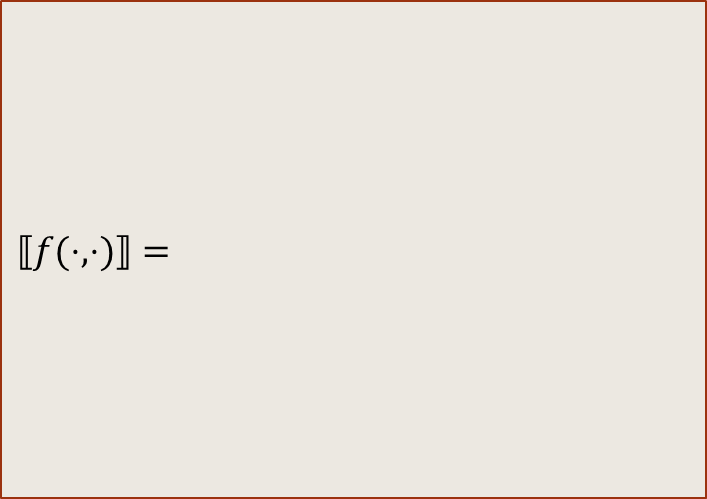 ⟦𝑓(·,·)⟧ =